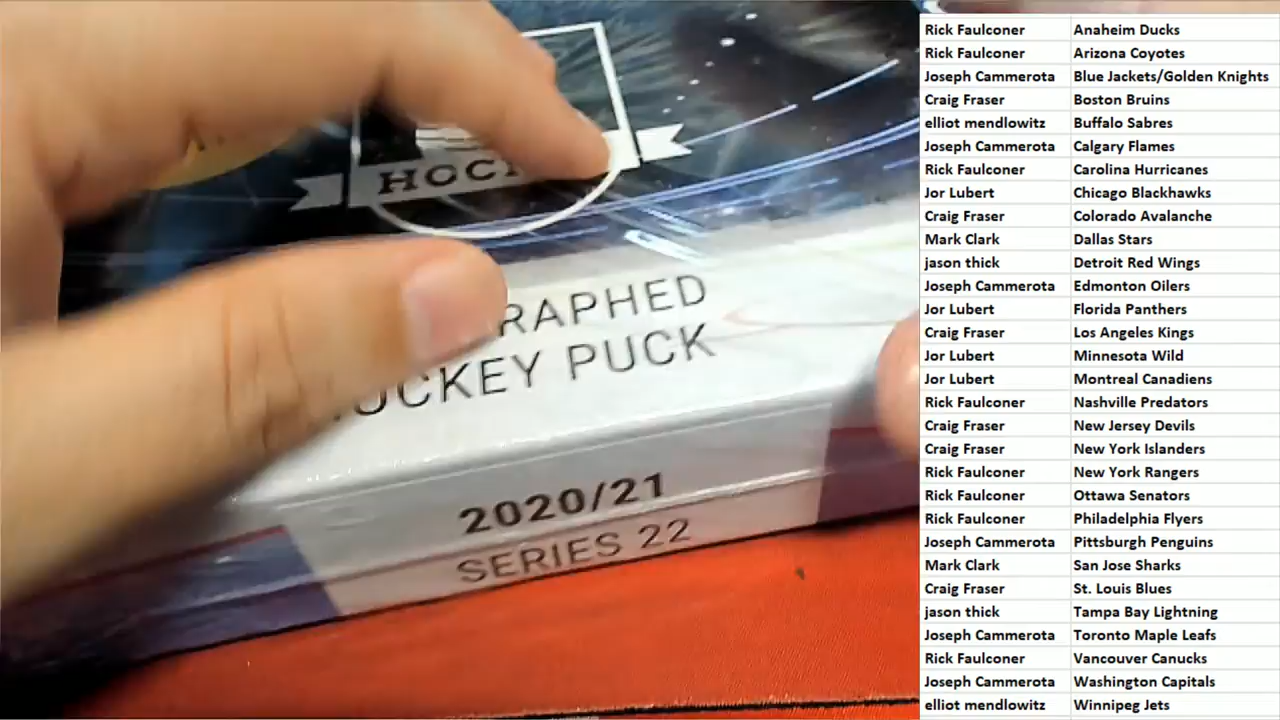 RAPHED
PUCK
2020/21
SERIES 22
Rick Faulconer Anaheim Ducks
Rick Faulconer Arizona Coyotes
Joseph Cammerota Blue Jackets/Golden Knights
Craig Fraser Boston Bruins
elliot mendlowitz Buffalo Sabres
Joseph Cammerota Calgary Flames
Rick Faulconer Carolina Hurricanes
Jor Lubert Chicago Blackhawks
Craig Fraser Colorado Avalanche
Mark Clark Dallas Stars
jason thick Detroit Red Wings
Joseph Cammerota Edmonton Oilers
Jor Lubert Florida Panthers
Craig Fraser Los Angeles Kings
Jor Lubert Minnesota Wild
Jor Lubert Montreal Canadiens
Rick Faulconer Nashville Predators
Craig Fraser New Jersey Devils
Craig Fraser New York Islanders
Rick Faulconer New York Rangers
Rick Faulconer Ottawa Senators
Rick Faulconer Philadelphia Flyers
Joseph Cammerota Pittsburgh Penguins
Mark Clark San Jose Sharks
Craig Fraser St. Louis Blues
jason thick Tampa Bay Lightning
Joseph Cammerota Toronto Maple Leafs
Rick Faulconer Vancouver Canucks
Joseph Cammerota Washington Capitals
elliot mendlowitz Winnipeg Jets